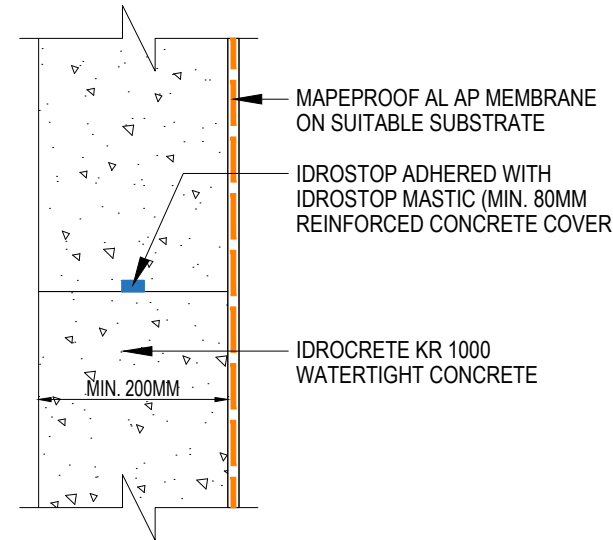 MAPEPROOF AL AP MEMBRANE
ON SUITABLE SUBSTRATE
IDROSTOP ADHERED WITH
IDROSTOP MASTIC (MIN. 80MM
REINFORCED CONCRETE COVER
IDROCRETE KR 1000
WATERTIGHT CONCRETE
MIN. 200MM